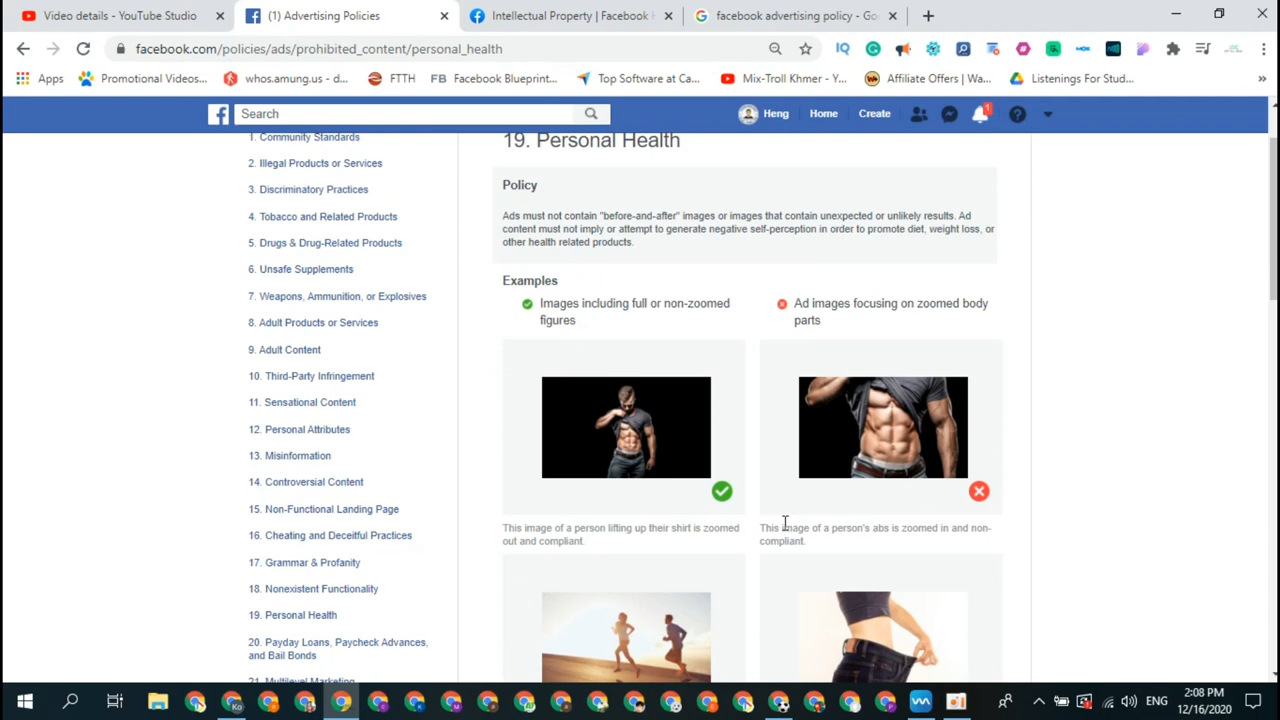 Video details - YouTube Studio
(1) Advertising Policies
Intellectual Property | Facebook
facebook advertising policy - Go
facebook.com/policies/ads/prohibited_content/personal_health
Apps
Promotional Videos...
whos.amung.us - d...
FTTH
FB Facebook Blueprint...
Top Software at Ca...
Mix-Troll Khmer - Y...
Affiliate Offers | Wa...
Listenings For Stud...
Search
Heng
Home
Create
1
1. Community Standards
2. Illegal Products or Services
3. Discriminatory Practices
4. Tobacco and Related Products
5. Drugs & Drug-Related Products
6. Unsafe Supplements
7. Weapons, Ammunition, or Explosives
8. Adult Products or Services
9. Adult Content
10. Third-Party Infringement
11. Sensational Content
12. Personal Attributes
13. Misinformation
14. Controversial Content
15. Non-Functional Landing Page
16. Cheating and Deceitful Practices
17. Grammar & Profanity
18. Nonexistent Functionality
19. Personal Health
20. Payday Loans, Paycheck Advances,
and Bail Bonds
21. Multilevel Marketing
19. Personal Health
Policy
Ads must not contain "before-and-after" images or images that contain unexpected or unlikely results. Ad
content must not imply or attempt to generate negative self-perception in order to promote diet, weight loss, or
other health related products.
Examples
Images including full or non-zoomed
figures
Ad images focusing on zoomed body
parts
This image of a person lifting up their shirt is zoomed
out and compliant.
This image of a person's abs is zoomed in and non-
compliant.
ENG
2:08 PM
12/16/2020